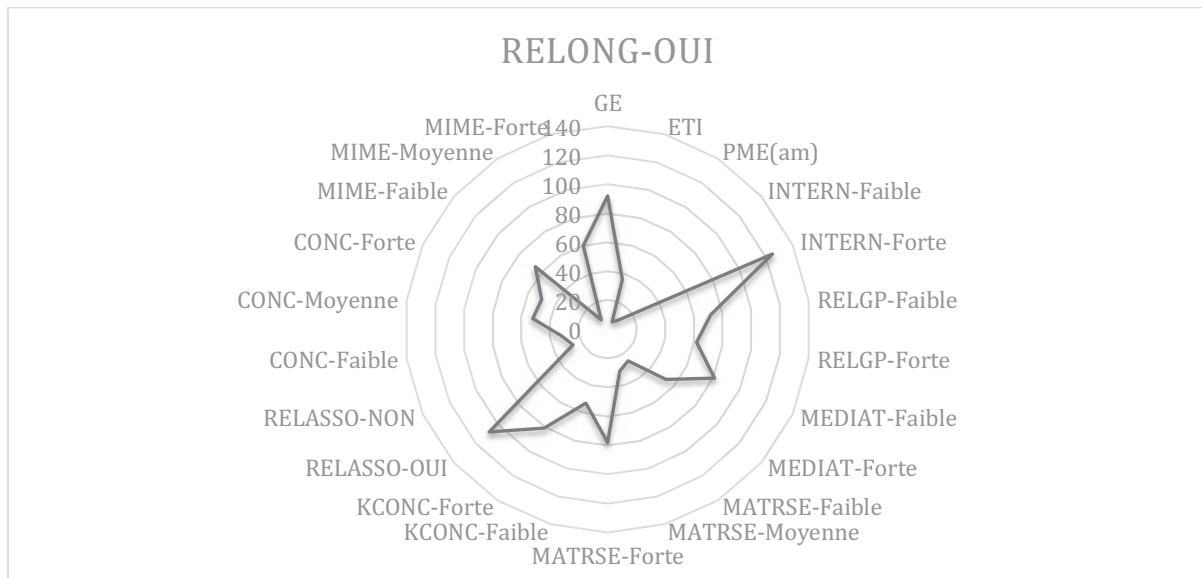 RELONG-OUI
GE
ETI
PME(am)
INTERN-Faible
INTERN-Forte
RELGP-Faible
RELGP-Forte
MEDIAT-Faible
MEDIAT-Forte
MATRSE-Faible
MATRSE-Moyenne
MATRSE-Forte
KCONC-Faible
KCONC-Forte
RELASSO-OUI
RELASSO-NON
CONC-Faible
CONC-Moyenne
CONC-Forte
MIME-Faible
MIME-Moyenne
MIME-Forte
140
120
100
80
60
40
20
0